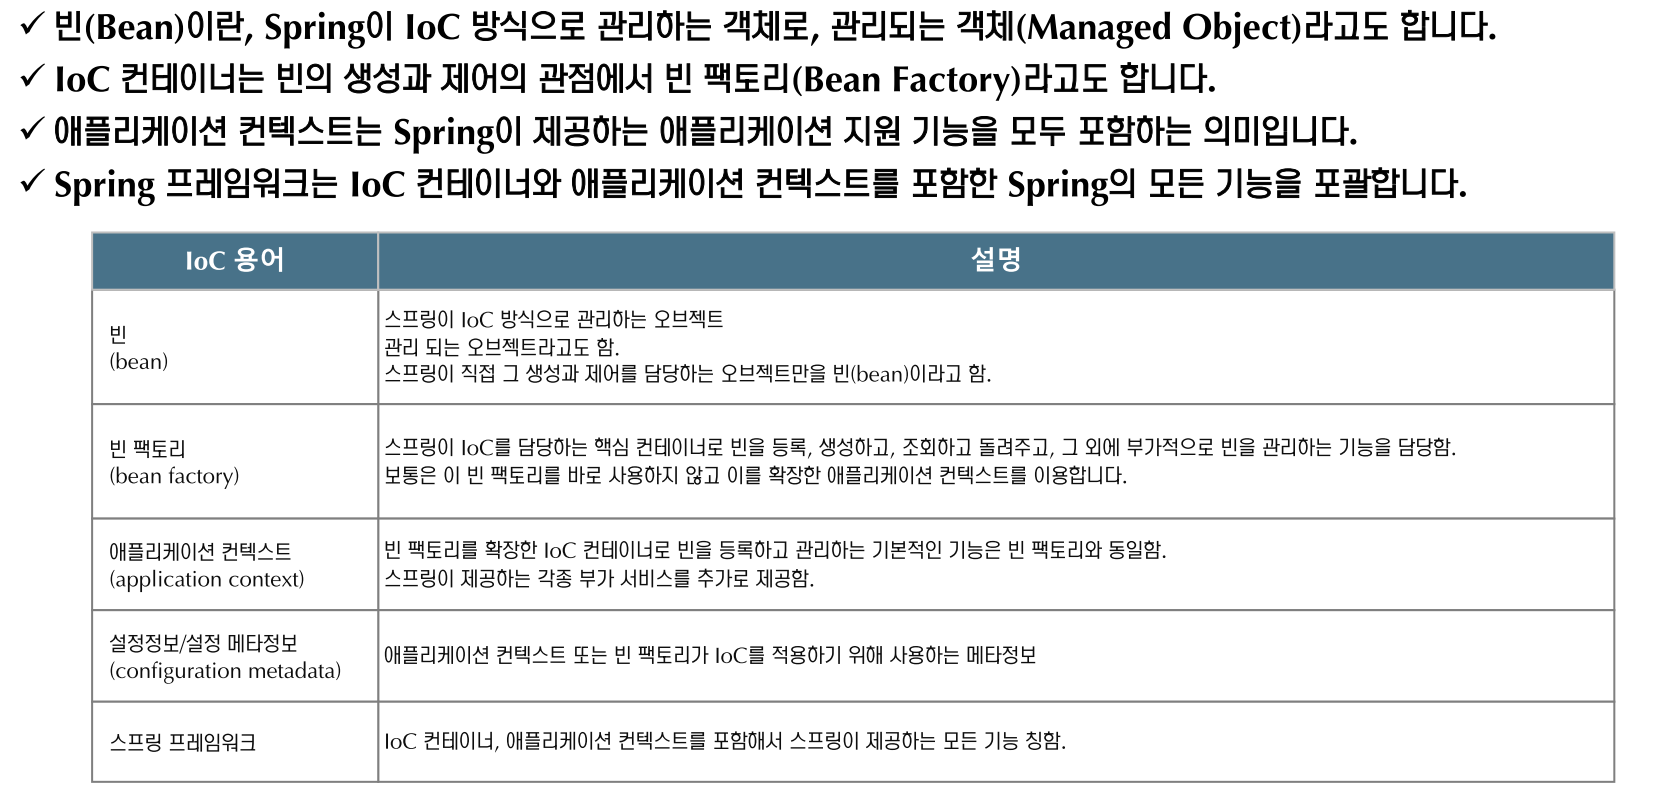 ✓ 빈(Bean)이란, Spring이 IoC 방식으로 관리하는 객체로, 관리되는 객체(Managed Object)라고도 합니다.
✓ IoC 컨테이너는 빈의 생성과 제어의 관점에서 빈 팩토리(Bean Factory)라고도 합니다.
✓ 애플리케이션 컨텍스트는 Spring이 제공하는 애플리케이션 지원 기능을 모두 포함하는 의미입니다.
✓ Spring 프레임워크는 IoC 컨테이너와 애플리케이션 컨텍스트를 포함한 Spring의 모든 기능을 포괄합니다.
IoC 용어 설명
빈
(bean)
스프링이 IoC 방식으로 관리하는 오브젝트
관리 되는 오브젝트라고도 함.
스프링이 직접 그 생성과 제어를 담당하는 오브젝트만을 빈(bean)이라고 함.
빈 팩토리
(bean factory)
스프링이 IoC를 담당하는 핵심 컨테이너로 빈을 등록, 생성하고, 조회하고 돌려주고, 그 외에 부가적으로 빈을 관리하는 기능을 담당함.
보통은 이 빈 팩토리를 바로 사용하지 않고 이를 확장한 애플리케이션 컨텍스트를 이용합니다.
애플리케이션 컨텍스트
(application context)
빈 팩토리를 확장한 IoC 컨테이너로 빈을 등록하고 관리하는 기본적인 기능은 빈 팩토리와 동일함.
스프링이 제공하는 각종 부가 서비스를 추가로 제공함.
설정정보/설정 메타정보
(configuration metadata)
애플리케이션 컨텍스트 또는 빈 팩토리가 IoC를 적용하기 위해 사용하는 메타정보
스프링 프레임워크
IoC 컨테이너, 애플리케이션 컨텍스트를 포함해서 스프링이 제공하는 모든 기능 칭함.